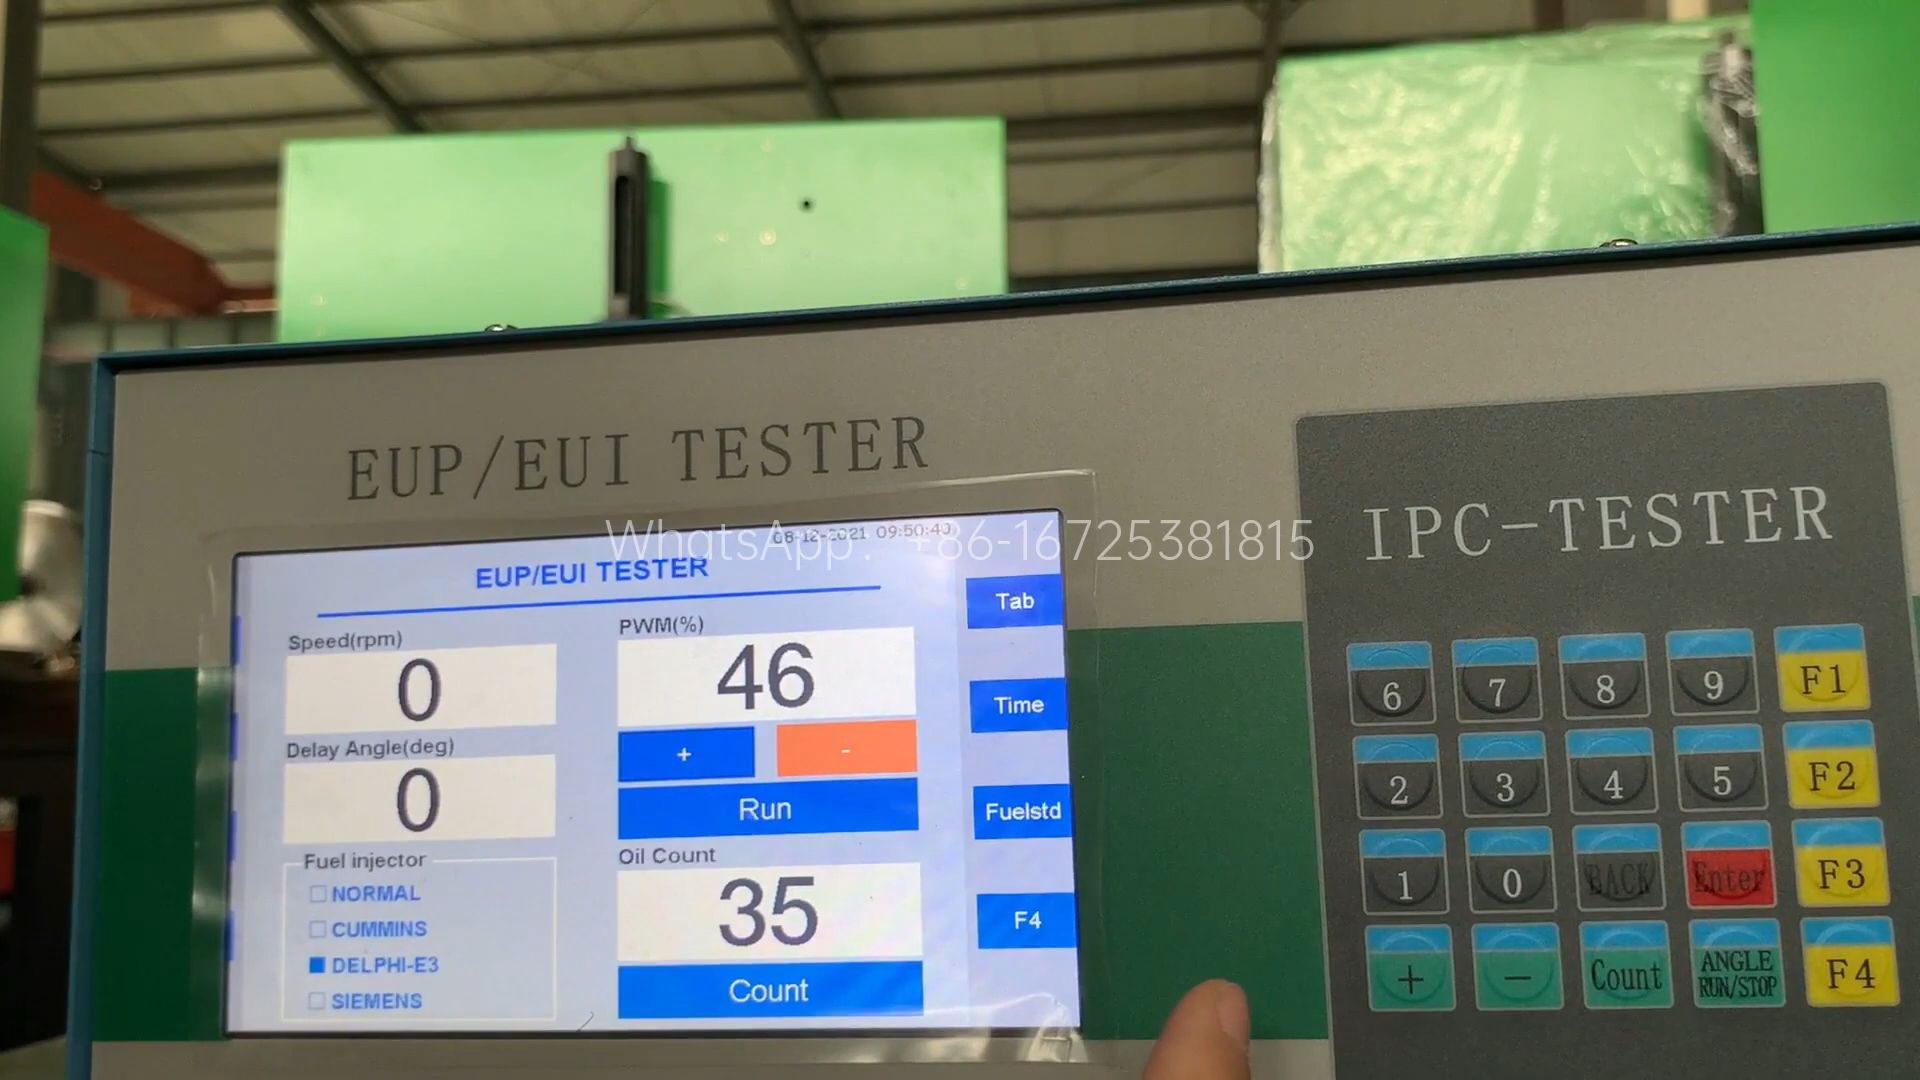 EUP/EUI TESTER
IPC-TESTER
WhatsApp: +86-16725381815
08-12-2021 09:50:40
EUP/EUI TESTER
Speed(rpm)
0
Delay Angle(deg)
0
Fuel injector
NORMAL
CUMMINS
DELPHI-E3
SIEMENS
PWM(%)
46
+
-
Run
Oil Count
35
Count
Tab
Time
Fuelstd
F4
6 7 8 9 F1
2 3 4 5 F2
1 0 BACK Enter F3
+ - Count ANGLE RUN/STOP F4